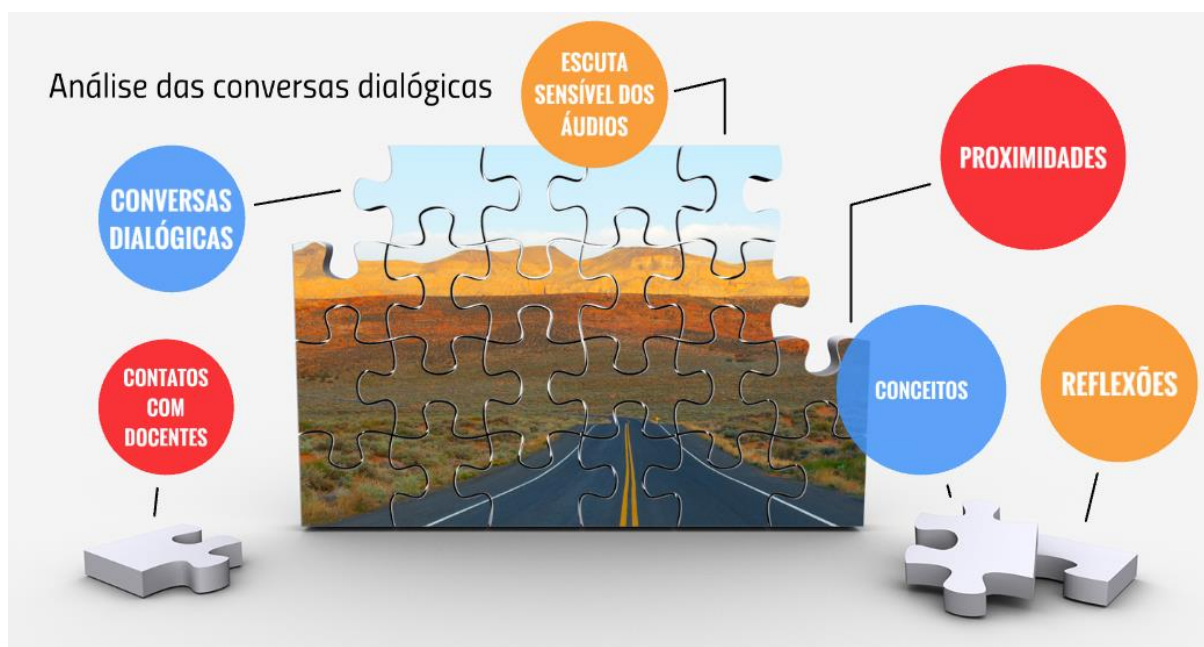 Análise das conversas dialógicas
ESCUTA
SENSÍVEL DOS
ÁUDIOS
PROXIMIDADES
CONVERSAS
DIALÓGICAS
CONTATOS
COM
DOCENTES
CONCEITOS
REFLEXÕES